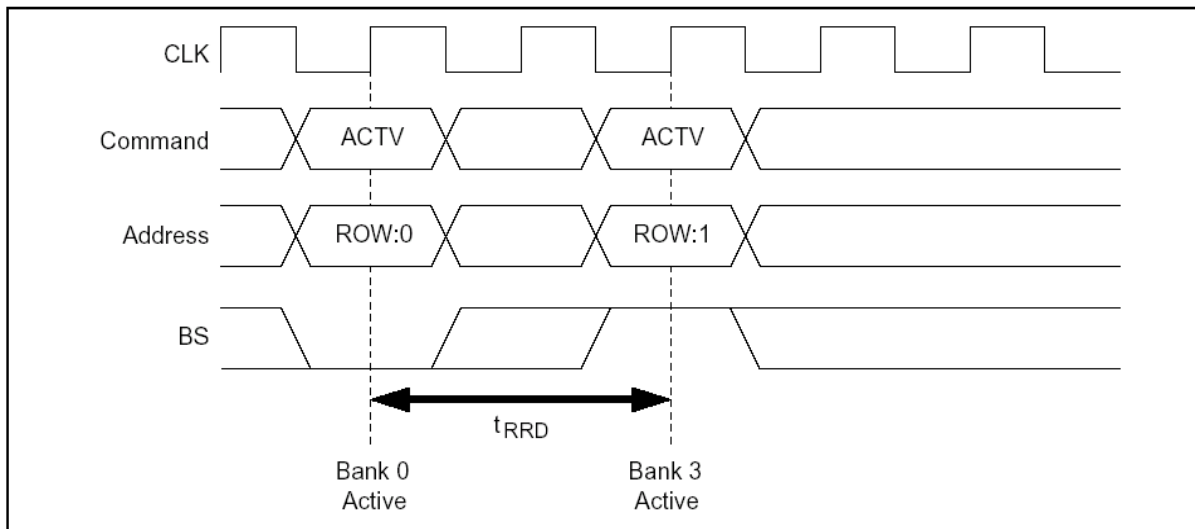 CLK
Command
ACTV
ACTV
Address
ROW:0
ROW:1
BS
tRRD
Bank 0
Active
Bank 3
Active